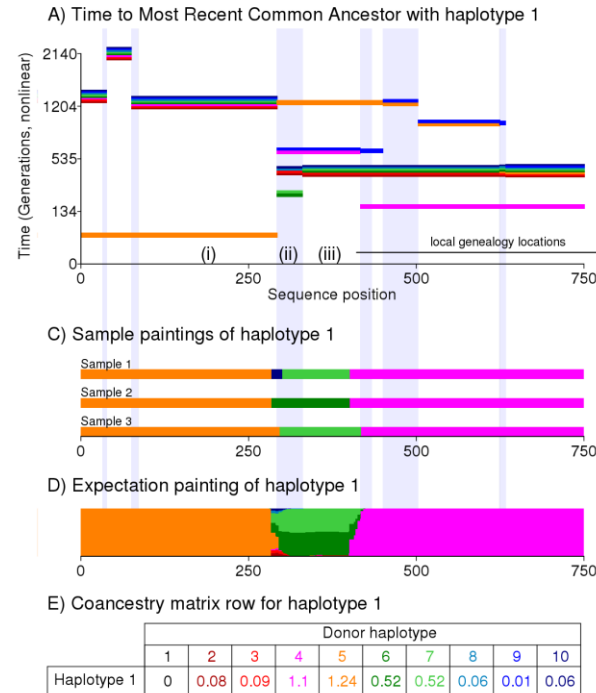 A) Time to Most Recent Common Ancestor with haplotype 1
Time (Generations, nonlinear)
2140
1204
535
134
0
(i)
(ii)
(iii)
local genealogy locations
0
250
500
750
Sequence position
C) Sample paintings of haplotype 1
Sample 1
Sample 2
Sample 3
0
250
500
750
D) Expectation painting of haplotype 1
0
250
500
750
E) Coancestry matrix row for haplotype 1
Donor haplotype
1 2 3 4 5 6 7 8 9 10
Haplotype 1 0 0.08 0.09 1.1 1.24 0.52 0.52 0.06 0.01 0.06